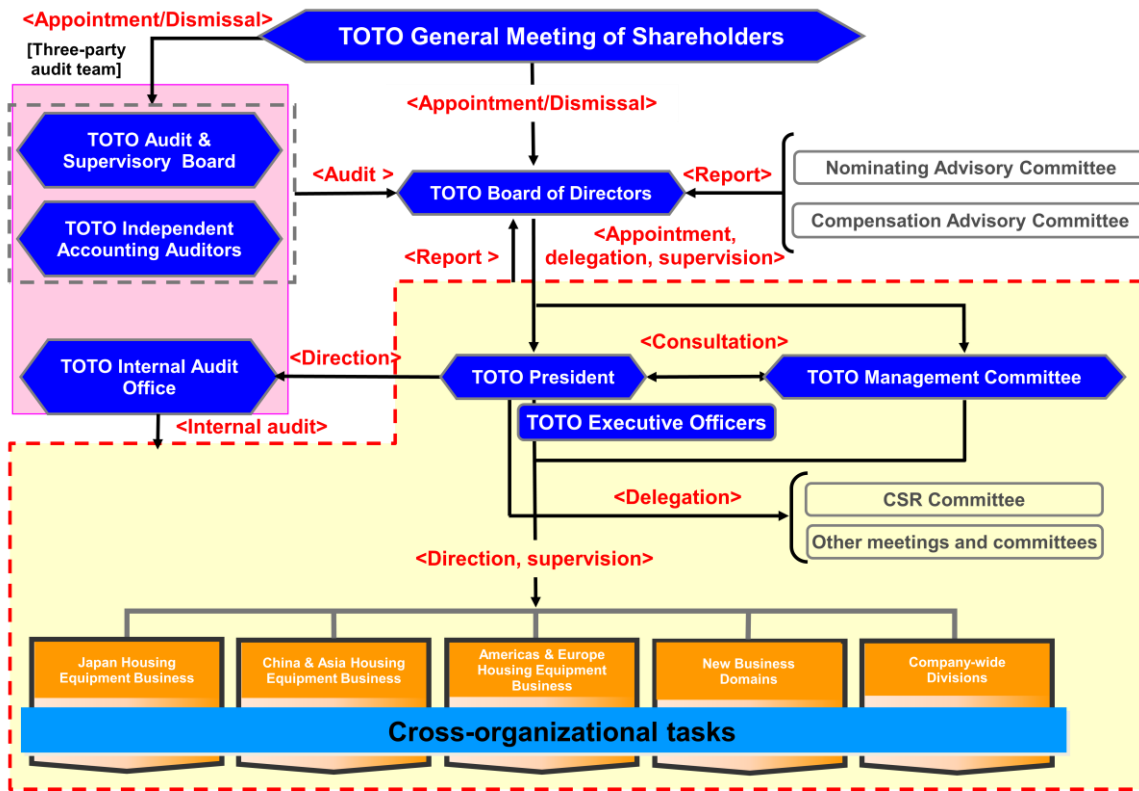 <Appointment/Dismissal>
TOTO General Meeting of Shareholders
[Three-party
audit team]
<Appointment/Dismissal>
TOTO Audit &
Supervisory Board
<Audit >
TOTO Board of Directors
<Report>
Nominating Advisory Committee
Compensation Advisory Committee
TOTO Independent
Accounting Auditors
<Report >
<Appointment,
delegation, supervision>
TOTO Internal Audit
Office
<Direction>
TOTO President
<Consultation>
TOTO Management Committee
TOTO Executive Officers
<Internal audit>
<Delegation>
CSR Committee
Other meetings and committees
<Direction, supervision>
Japan Housing
Equipment Business
China & Asia Housing
Equipment Business
Americas & Europe
Housing Equipment
Business
New Business
Domains
Company-wide
Divisions
Cross-organizational tasks